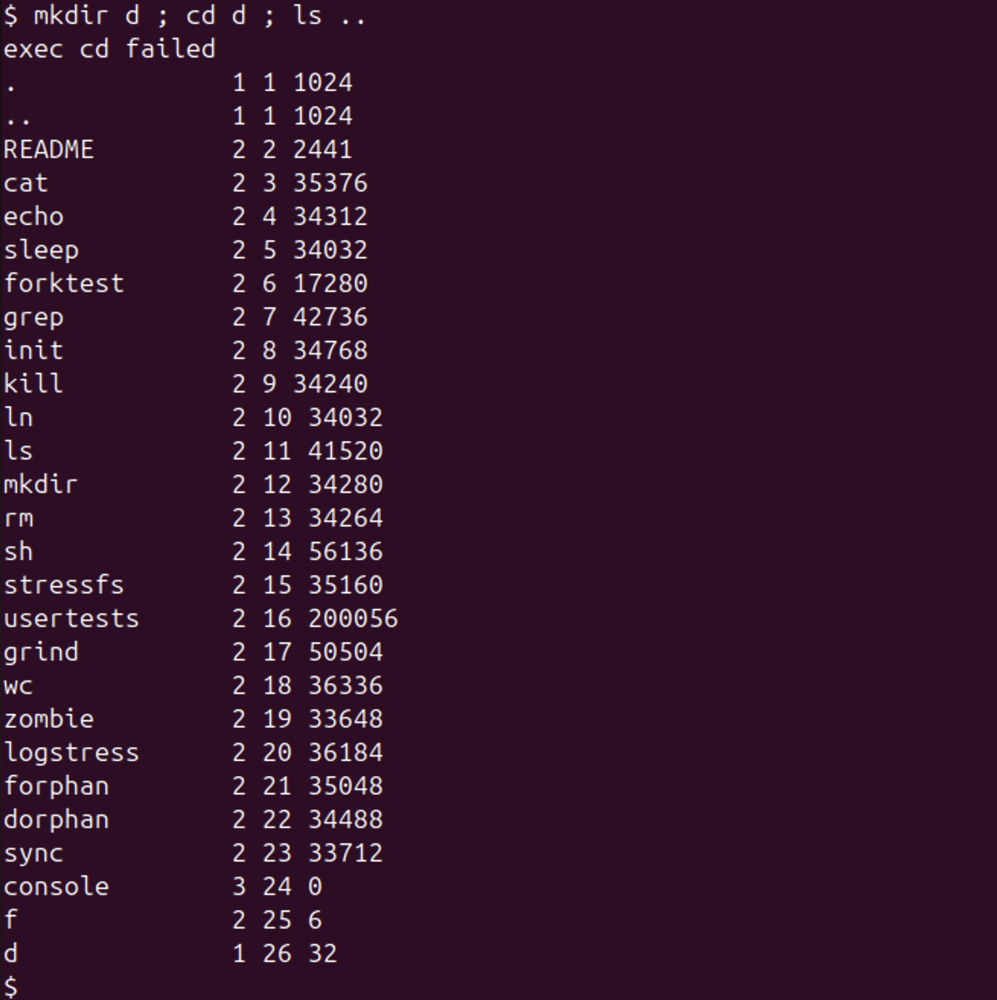 $ mkdir d ; cd d ; ls ..
exec cd failed
.              1 1 1024
..             1 1 1024
README         2 2 2441
cat            2 3 35376
echo           2 4 34312
sleep          2 5 34032
forktest       2 6 17280
grep           2 7 42736
init           2 8 34768
kill           2 9 34240
ln             2 10 34032
ls             2 11 41520
mkdir          2 12 34280
rm             2 13 34264
sh             2 14 56136
stressfs       2 15 35160
usertests      2 16 200056
grind          2 17 50504
wc             2 18 36336
zombie         2 19 33648
logstress      2 20 36184
forphan        2 21 35048
dorphan        2 22 34488
sync           2 23 33712
console        3 24 0
f              2 25 6
d              1 26 32
$